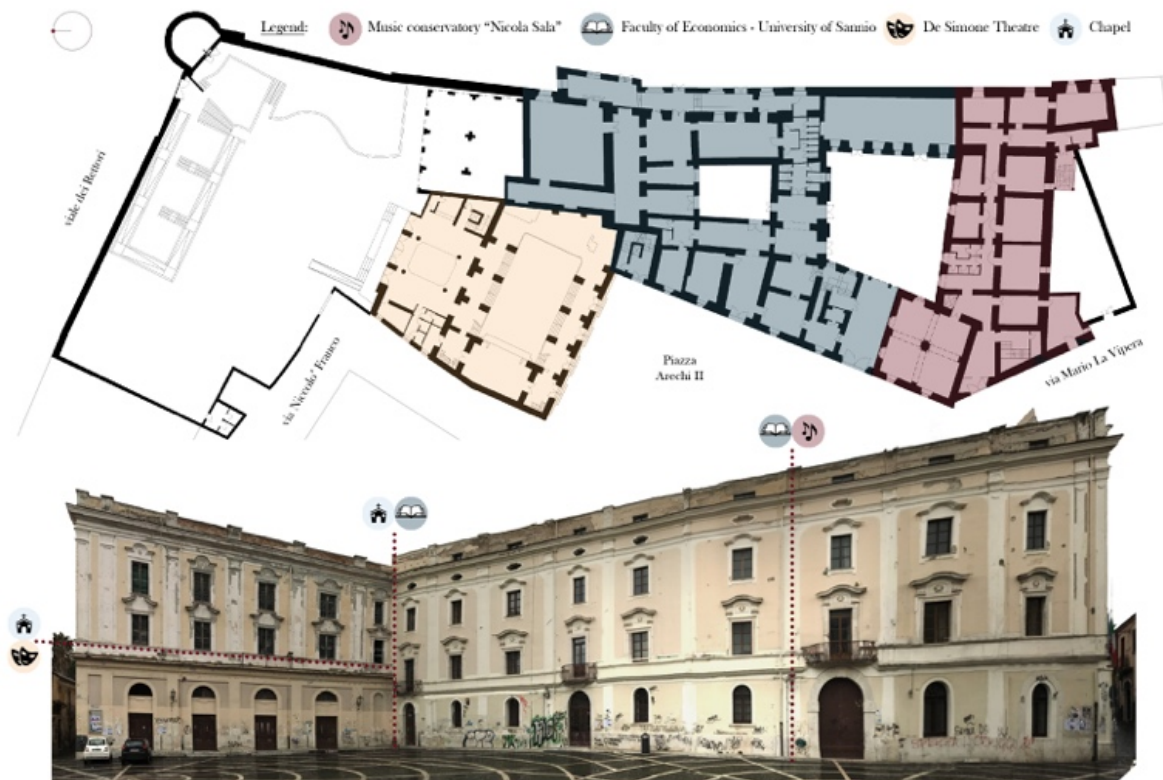 Legend: Music conservatory "Nicola Sala" Faculty of Economics - University of Sannio De Simone Theatre Chapel
viale dei Rettori
via Niccolo' Franco
Piazza
Arechi II
via Mario La Vipera